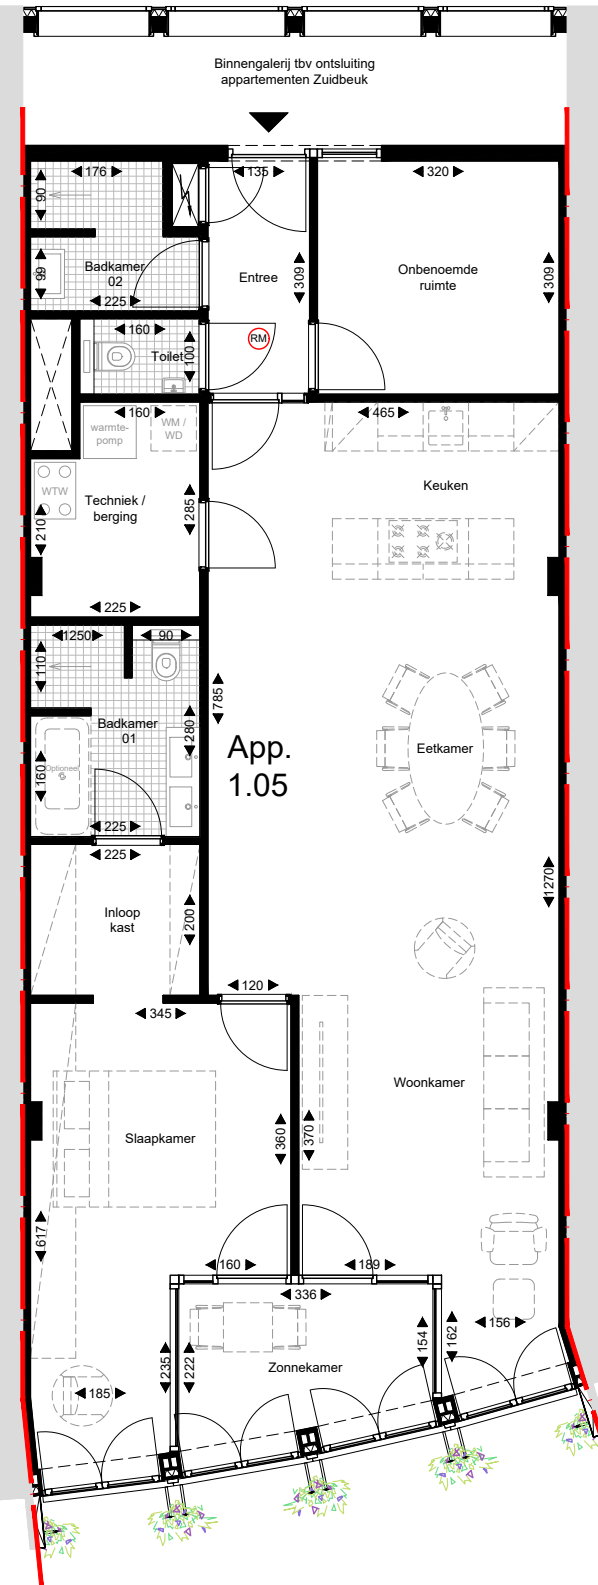 Binnengalerij tbv ontsluiting
appartementen Zuidbeuk
176
135
320
90
99
Badkamer
02
225
Entree
309
Onbenoemde
ruimte
309
160
Toilet
100
RM
160
warmte-
pomp
WM /
WD
465
WTW
Techniek /
berging
285
210
225
Keuken
1250
90
110
Badkamer
01
280
785
160
Optioneel
225
App.
1.05
Eetkamer
225
Inloop
kast
200
1270
120
345
Woonkamer
Slaapkamer
360
370
617
160
189
336
156
235
222
154
162
Zonnekamer
185